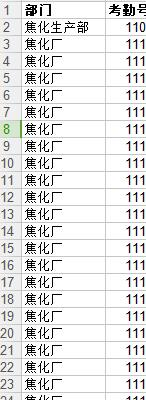 1 部门 考勤号
2 焦化生产部 110
3 焦化厂 111
4 焦化厂 111
5 焦化厂 111
6 焦化厂 111
7 焦化厂 111
8 焦化厂 111
9 焦化厂 111
10 焦化厂 111
11 焦化厂 111
12 焦化厂 111
13 焦化厂 111
14 焦化厂 111
15 焦化厂 111
16 焦化厂 111
17 焦化厂 111
18 焦化厂 111
19 焦化厂 111
20 焦化厂 111
21 焦化厂 111
22 焦化厂 111
23 焦化厂 111